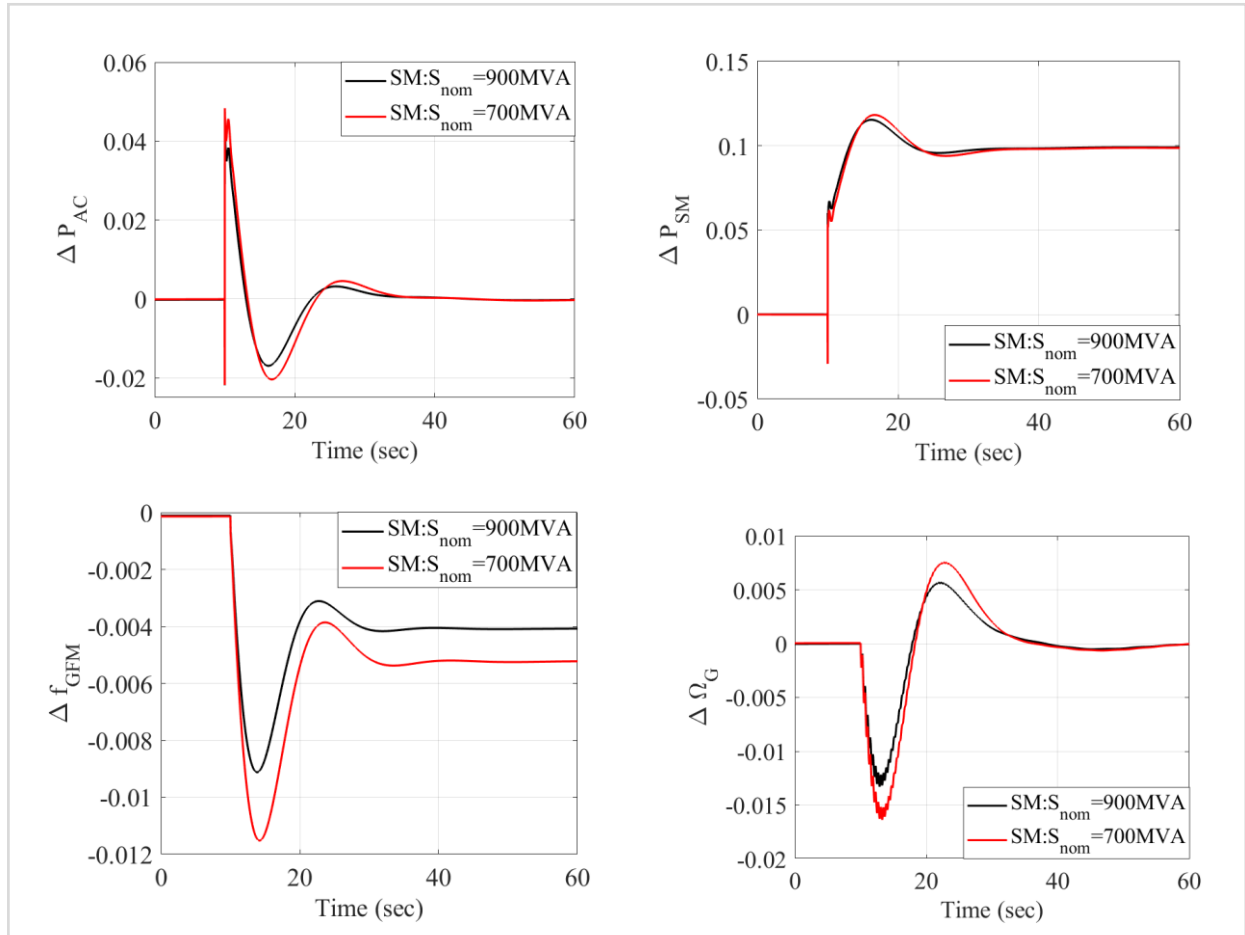 0.06
0.04
0.02
0
-0.02
Δ P_AC
SM:S_nom=900MVA
SM:S_nom=700MVA
0 20 40 60
Time (sec)
0.15
0.1
0.05
0
-0.05
Δ P_SM
SM:S_nom=900MVA
SM:S_nom=700MVA
0 20 40 60
Time (sec)
0
-0.002
-0.004
-0.006
-0.008
-0.01
-0.012
Δ f_GFM
SM:S_nom=900MVA
SM:S_nom=700MVA
0 20 40 60
Time (sec)
0.01
0.005
0
-0.005
-0.01
-0.015
-0.02
Δ Ω_G
SM:S_nom=900MVA
SM:S_nom=700MVA
0 20 40 60
Time (sec)